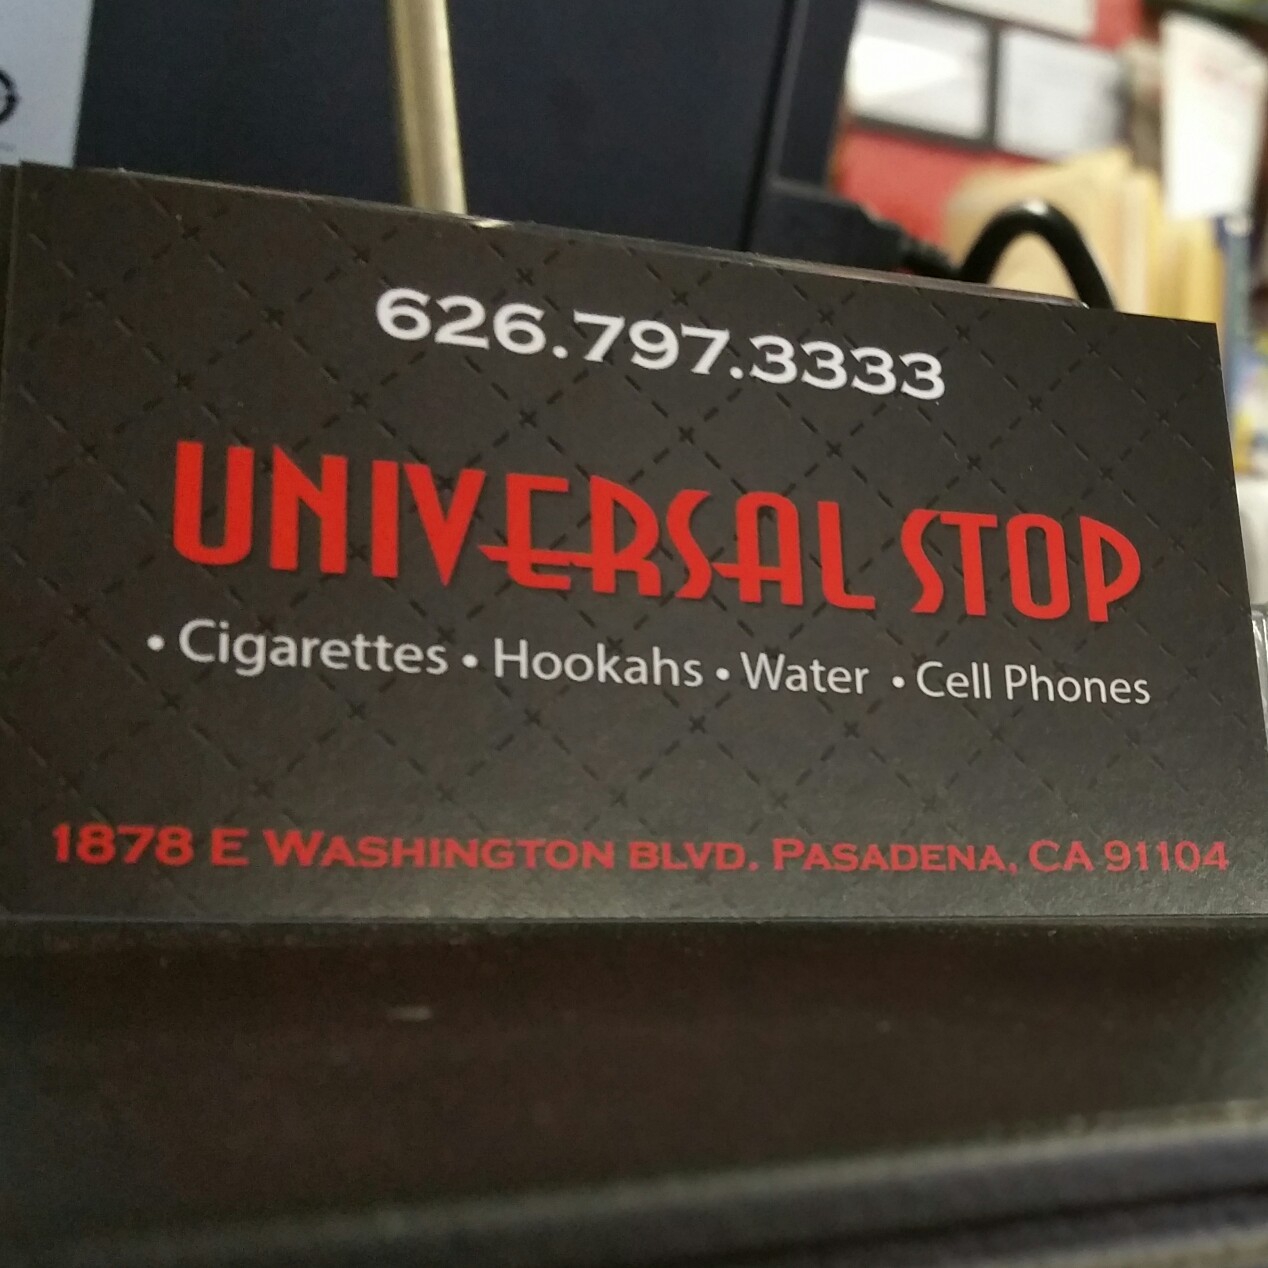 626.797.3333
UNIVERSAL STOP
• Cigarettes • Hookahs • Water • Cell Phones
1878 E WASHINGTON BLVD. PASADENA, CA 91104